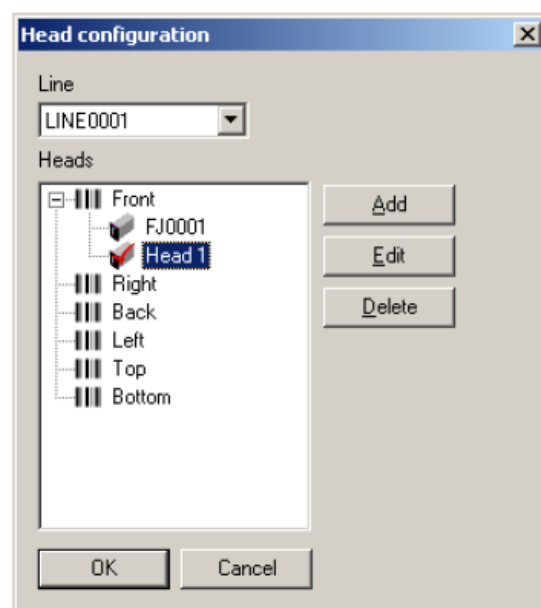 Head configuration
Line
LINE0001
Heads
Front
FJ0001
Head 1
Right
Back
Left
Top
Bottom
Add
Edit
Delete
OK
Cancel